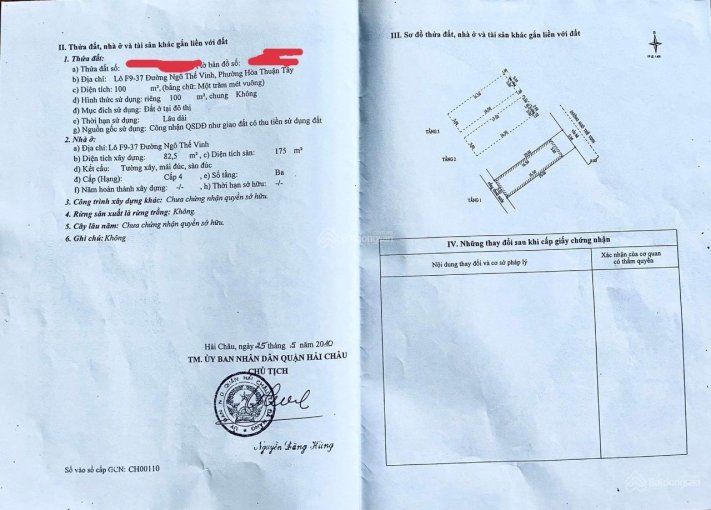 II. Thửa đất, nhà ở và tài sản khác gắn liền với đất
1. Thửa đất:
a) Thửa đất số: , tờ bản đồ số:
b) Địa chỉ: Lô F9-37 Đường Ngô Thế Vinh, Phường Hòa Thuận Tây
c) Diện tích: 100 m², (bằng chữ: Một trăm mét vuông)
d) Hình thức sử dụng: riêng 100 m², chung Không
đ) Mục đích sử dụng: Đất ở tại đô thị
e) Thời hạn sử dụng: Lâu dài
g) Nguồn gốc sử dụng: Công nhận QSDĐ như giao đất có thu tiền sử dụng đất
2. Nhà ở:
a) Địa chỉ: Lô F9-37 Đường Ngô Thế Vinh
b) Diện tích xây dựng: 82,5 m², c) Diện tích sàn: 175 m²
d) Kết cấu: Tường xây, mái đúc, sàn đúc
đ) Cấp (Hạng): Cấp 4 , e) Số tầng: Ba
f) Năm hoàn thành xây dựng: -/- , h) Thời hạn sở hữu: -/-
3. Công trình xây dựng khác: Chưa chứng nhận quyền sở hữu.
4. Rừng sản xuất là rừng trồng: Không.
5. Cây lâu năm: Chưa chứng nhận quyền sở hữu.
6. Ghi chú: Không
Hải Châu, ngày 25 tháng 5 năm 2010
TM. ỦY BAN NHÂN DÂN QUẬN HẢI CHÂU
CHỦ TỊCH
Nguyễn Đăng Hùng
Số vào sổ cấp GCN: CH00110
III. Sơ đồ thửa đất, nhà ở và tài sản khác gắn liền với đất
TẦNG 3
TẦNG 2
TẦNG 1
ĐƯỜNG NGÔ THẾ VINH
IV. Những thay đổi sau khi cấp giấy chứng nhận
Nội dung thay đổi và cơ sở pháp lý
Xác nhận của cơ quan
có thẩm quyền
Batdongsan